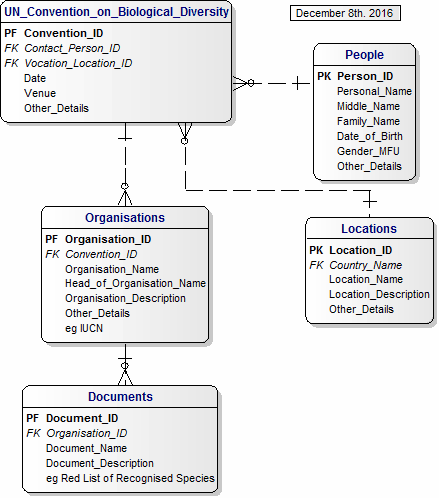 UN_Convention_on_Biological_Diversity
PF Convention_ID
FK Contact_Person_ID
FK Vocation_Location_ID
Date
Venue
Other_Details
December 8th. 2016
People
PK Person_ID
Personal_Name
Middle_Name
Family_Name
Date_of_Birth
Gender_MFU
Other_Details
Organisations
PF Organisation_ID
FK Convention_ID
Organisation_Name
Head_of_Organisation_Name
Organisation_Description
Other_Details
eg IUCN
Locations
PK Location_ID
FK Country_Name
Location_Name
Location_Description
Other_Details
Documents
PF Document_ID
FK Organisation_ID
Document_Name
Document_Description
eg Red List of Recognised Species